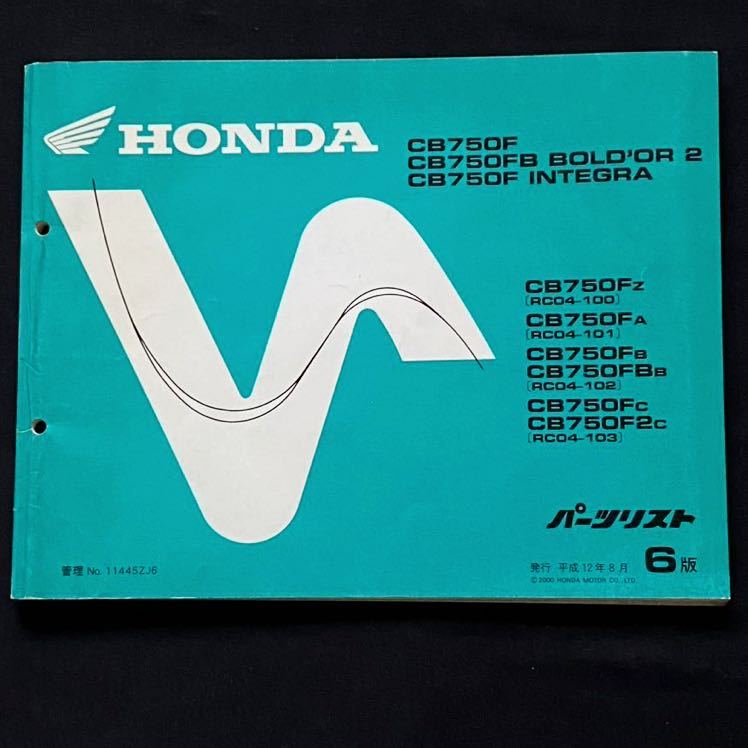 HONDA
CB750F
CB750FB BOLD'OR 2
CB750F INTEGRA
CB750Fz
(RC04-100)
CB750FA
(RC04-101)
CB750FB
CB750FBB
(RC04-102)
CB750Fc
CB750F2c
(RC04-103)
パーツリスト
管理 No. 11445ZJ6
発行 平成12年8月 6版
© 2000 HONDA MOTOR CO., LTD.